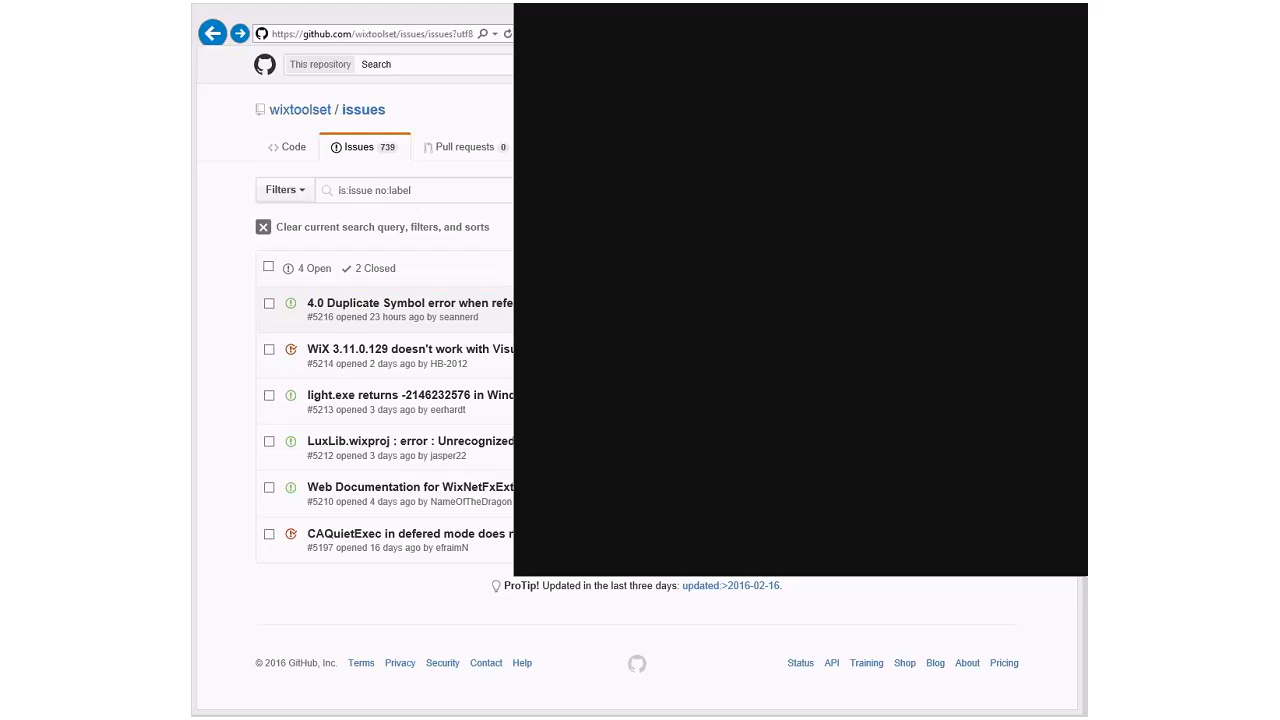 https://github.com/wixtoolset/issues/issues?utf8
This repository Search
wixtoolset / issues
Code Issues 739 Pull requests 0
Filters is:issue no:label
Clear current search query, filters, and sorts
4 Open 2 Closed
4.0 Duplicate Symbol error when refe
#5216 opened 23 hours ago by seannerd
WiX 3.11.0.129 doesn't work with Visu
#5214 opened 2 days ago by HB-2012
light.exe returns -2146232576 in Wind
#5213 opened 3 days ago by eerhardt
LuxLib.wixproj : error : Unrecognized
#5212 opened 3 days ago by jasper22
Web Documentation for WixNetFxExt
#5210 opened 4 days ago by NameOfTheDragon
CAQuietExec in defered mode does n
#5197 opened 16 days ago by efraimN
ProTip! Updated in the last three days: updated:>2016-02-16.
© 2016 GitHub, Inc. Terms Privacy Security Contact Help Status API Training Shop Blog About Pricing